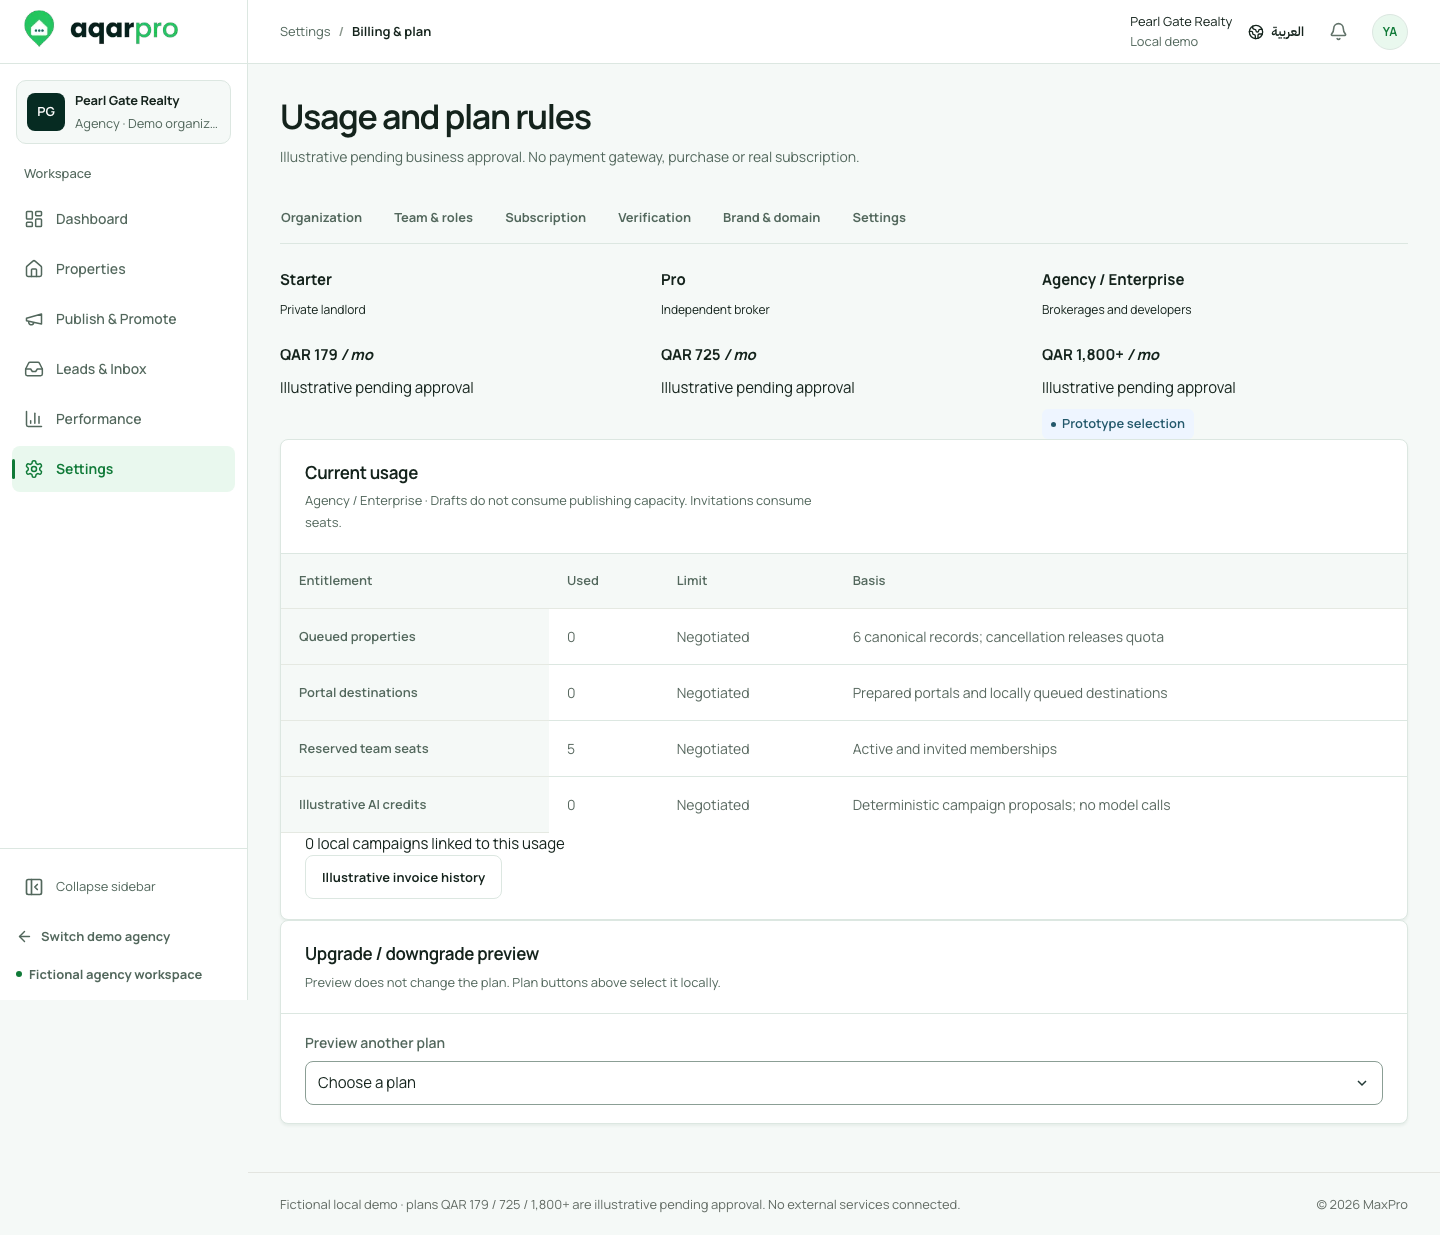 aqarpro
Settings / Billing & plan
Pearl Gate Realty
Local demo
العربية
YA
PG
Pearl Gate Realty
Agency · Demo organiz...
Workspace
Dashboard
Properties
Publish & Promote
Leads & Inbox
Performance
Settings
Collapse sidebar
Switch demo agency
Fictional agency workspace
Usage and plan rules
Illustrative pending business approval. No payment gateway, purchase or real subscription.
Organization Team & roles Subscription Verification Brand & domain Settings
Starter
Private landlord
QAR 179 / mo
Illustrative pending approval
Pro
Independent broker
QAR 725 / mo
Illustrative pending approval
Agency / Enterprise
Brokerages and developers
QAR 1,800+ / mo
Illustrative pending approval
Prototype selection
Current usage
Agency / Enterprise · Drafts do not consume publishing capacity. Invitations consume
seats.
Entitlement Used Limit Basis
Queued properties 0 Negotiated 6 canonical records; cancellation releases quota
Portal destinations 0 Negotiated Prepared portals and locally queued destinations
Reserved team seats 5 Negotiated Active and invited memberships
Illustrative AI credits 0 Negotiated Deterministic campaign proposals; no model calls
0 local campaigns linked to this usage
Illustrative invoice history
Upgrade / downgrade preview
Preview does not change the plan. Plan buttons above select it locally.
Preview another plan
Choose a plan
Fictional local demo · plans QAR 179 / 725 / 1,800+ are illustrative pending approval. No external services connected.
© 2026 MaxPro